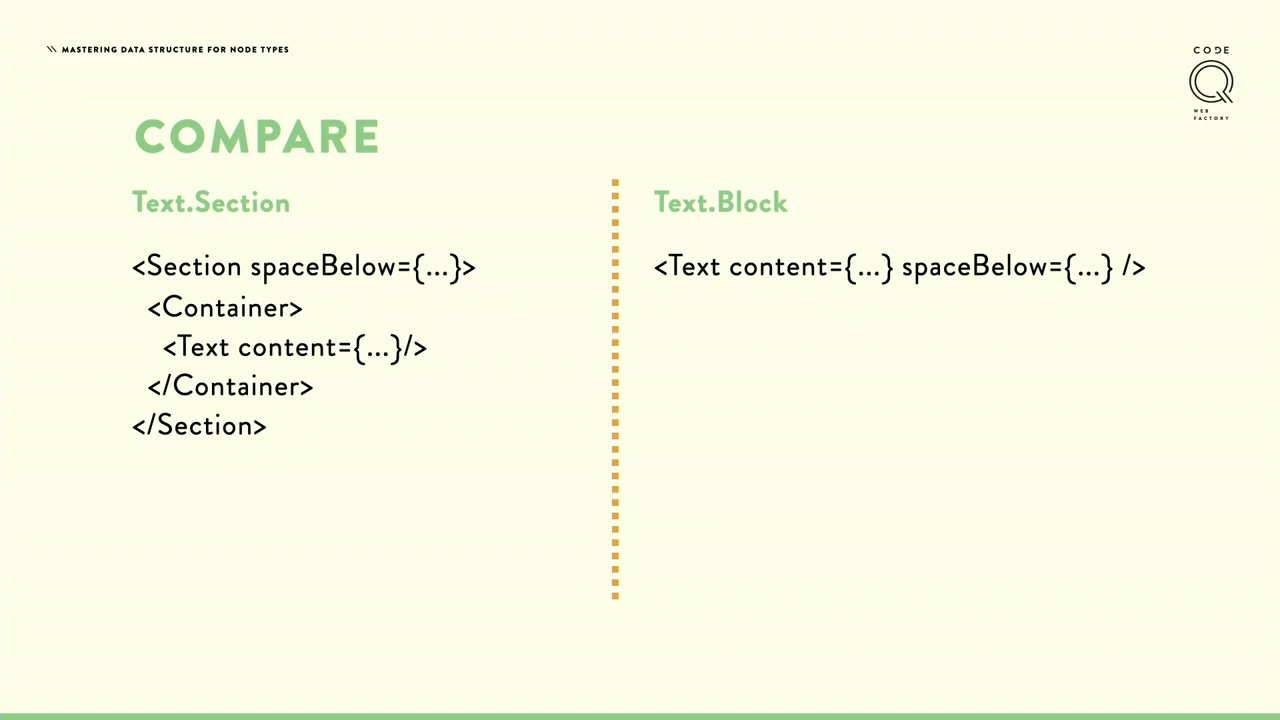 \\ MASTERING DATA STRUCTURE FOR NODE TYPES
CODE
Q
WEB
FACTORY
COMPARE
Text.Section
<Section spaceBelow={...}>
<Container>
<Text content={...}/>
</Container>
</Section>
Text.Block
<Text content={...} spaceBelow={...} />